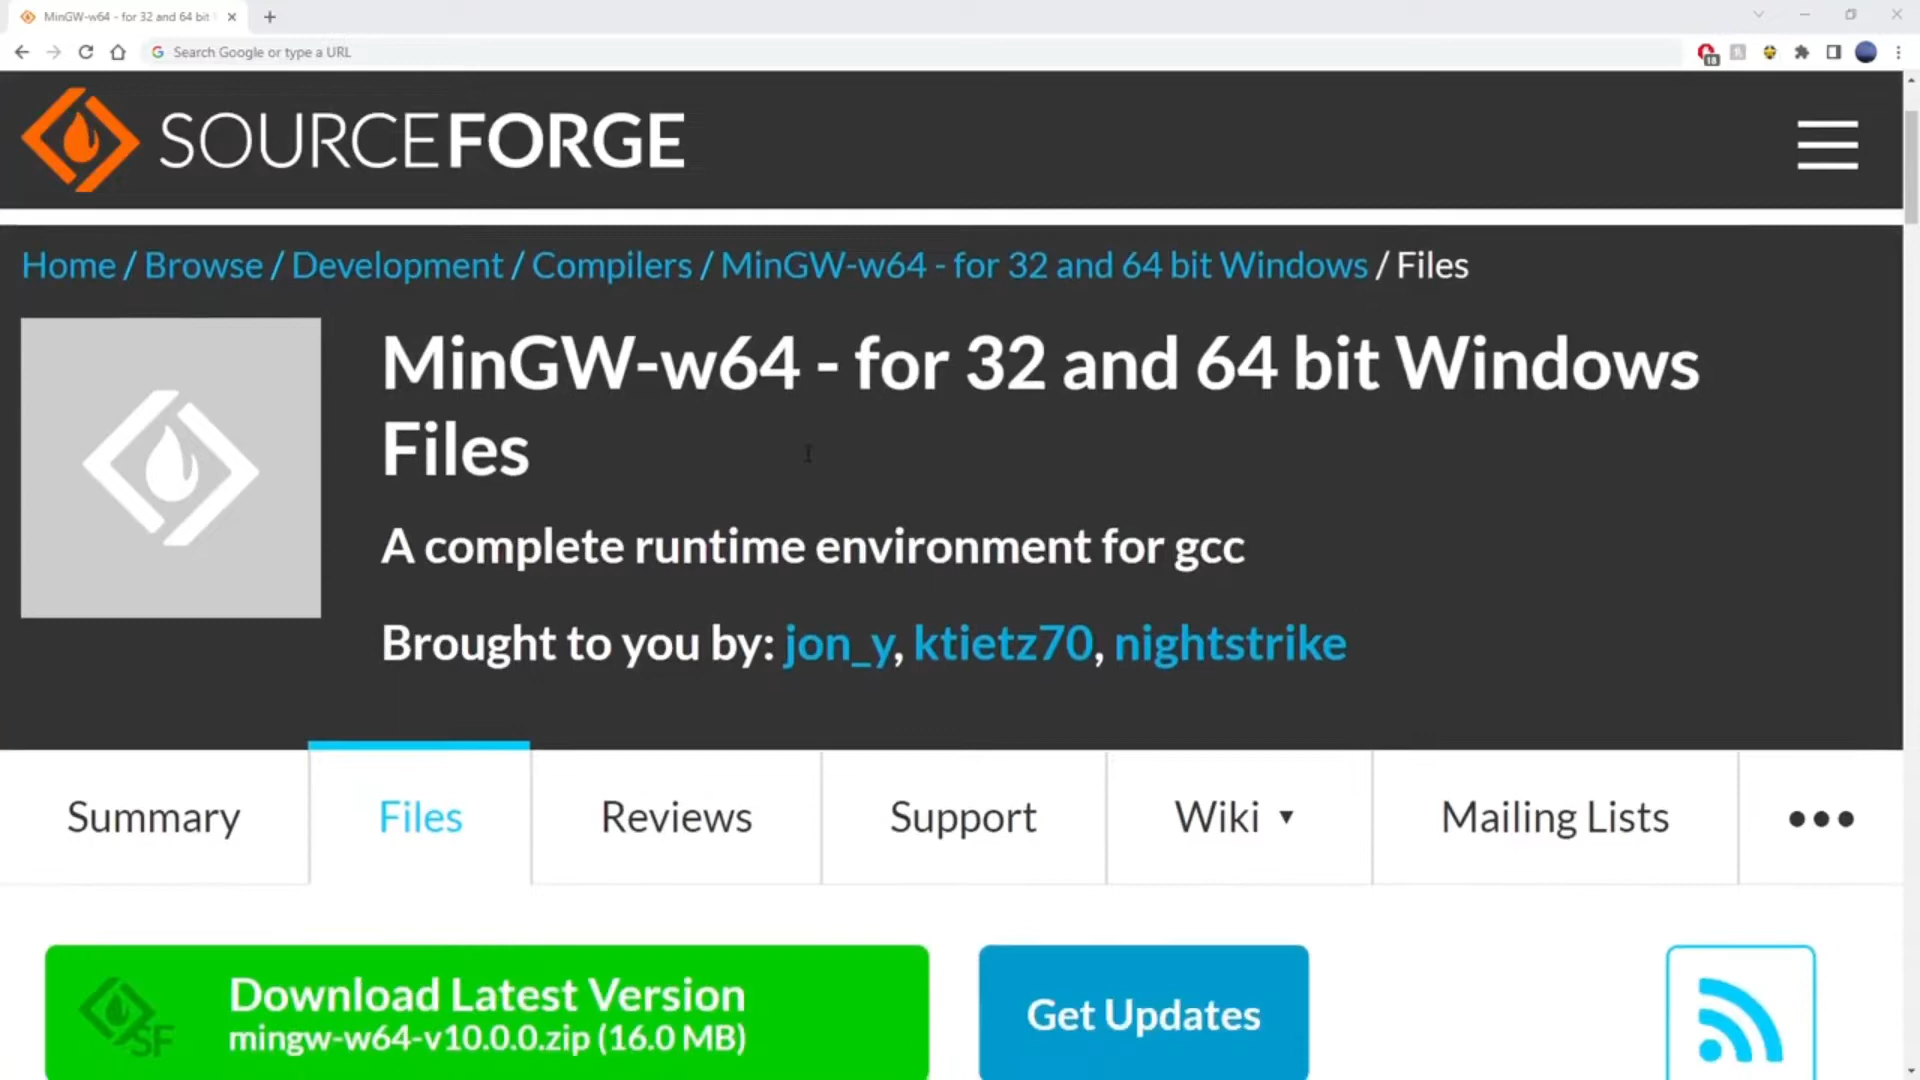 MinGW-w64 - for 32 and 64 bit
Search Google or type a URL
18
SOURCEFORGE
Home / Browse / Development / Compilers / MinGW-w64 - for 32 and 64 bit Windows / Files
MinGW-w64 - for 32 and 64 bit Windows
Files
A complete runtime environment for gcc
Brought to you by: jon_y, ktietz70, nightstrike
Summary
Files
Reviews
Support
Wiki
Mailing Lists
Download Latest Version
mingw-w64-v10.0.0.zip (16.0 MB)
SF
Get Updates